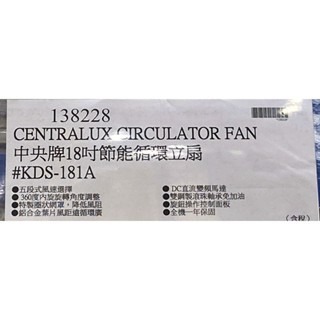 138228
CENTRALUX CIRCULATOR FAN
中央牌18吋節能循環立扇
#KDS-181A
●五段式風速選擇 ●DC直流變頻馬達
●360度內旋旋轉角度調整 ●雙鋼製滾珠軸承免加油
●特製圈狀網罩，降低風阻 ●旋鈕操作控制面板
●鋁合金葉片風距遠循環廣 ●全機一年保固
(含稅)